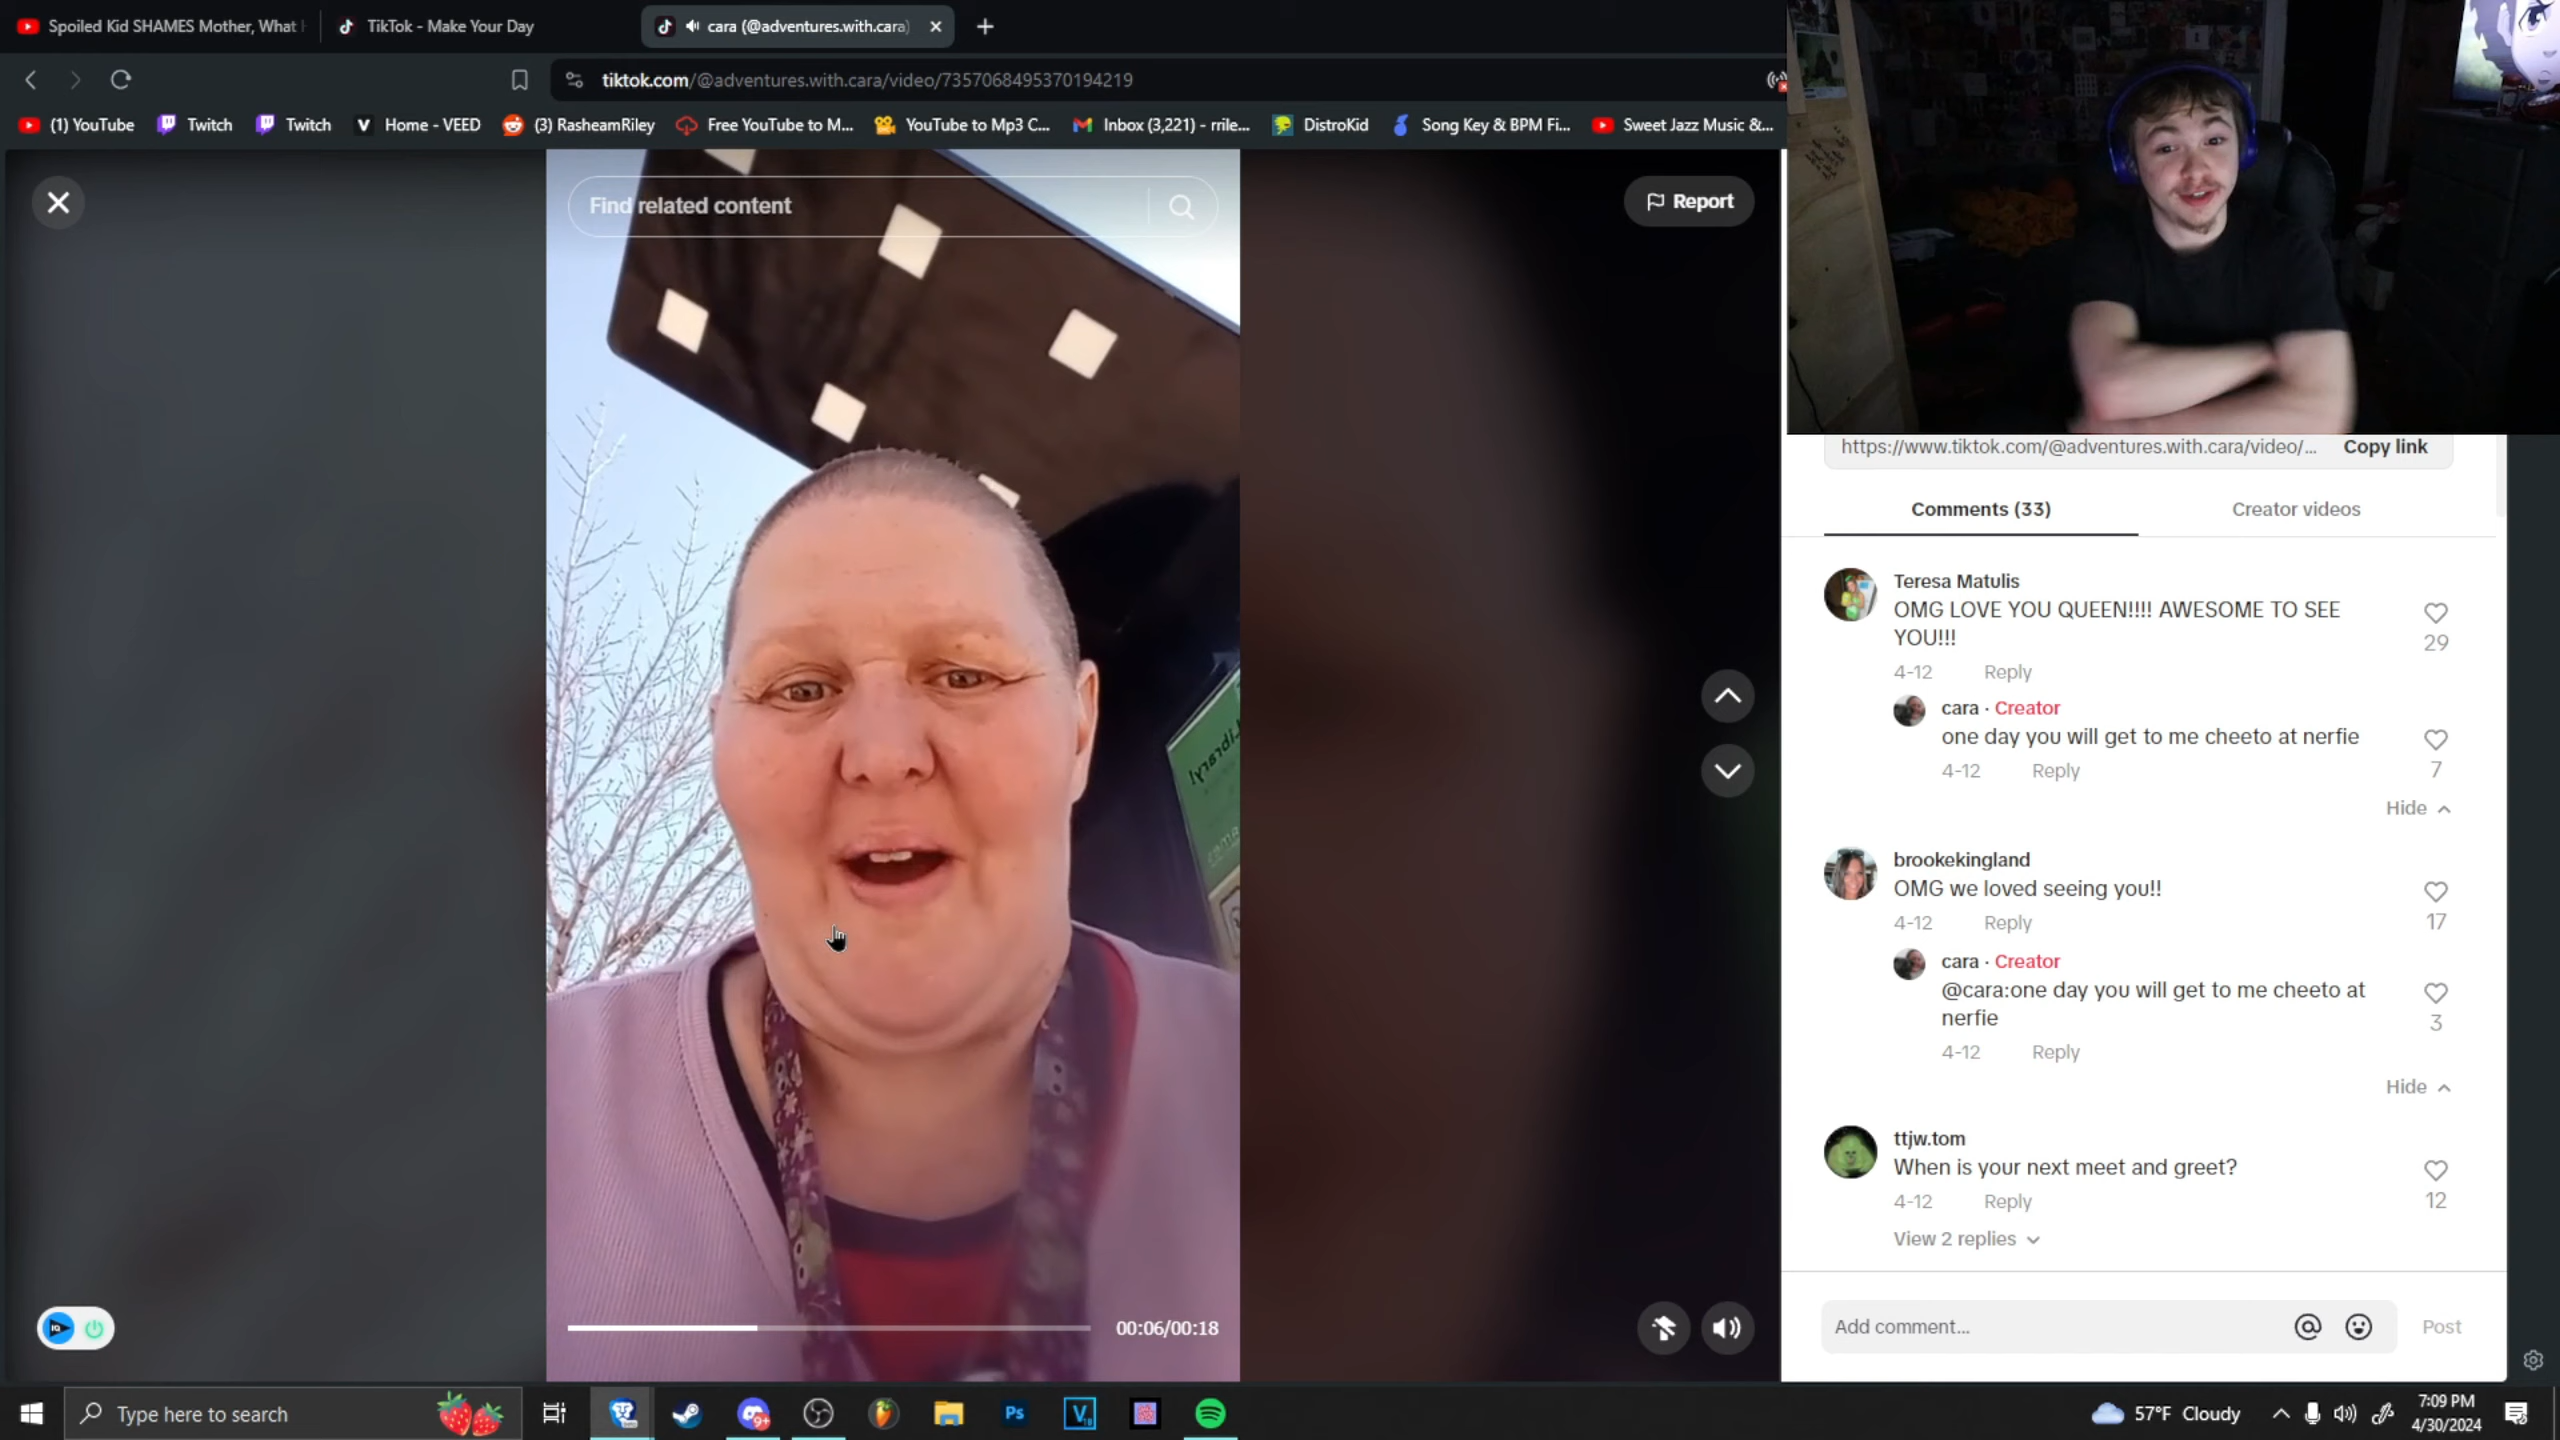 Spoiled Kid SHAMES Mother, What H
TikTok - Make Your Day
cara (@adventures.with.cara)
tiktok.com/@adventures.with.cara/video/7357068495370194219
(1) YouTube
Twitch
Twitch
Home - VEED
(3) RasheamRiley
Free YouTube to M...
YouTube to Mp3 C...
Inbox (3,221) - rrile...
DistroKid
Song Key & BPM Fi...
Sweet Jazz Music &...
Find related content
Report
https://www.tiktok.com/@adventures.with.cara/video/...
Copy link
Comments (33)
Creator videos
Teresa Matulis
OMG LOVE YOU QUEEN!!!! AWESOME TO SEE
YOU!!!
29
4-12 Reply
cara · Creator
one day you will get to me cheeto at nerfie
4-12 Reply
7
Hide
brookekingland
OMG we loved seeing you!!
4-12 Reply
17
cara · Creator
@cara:one day you will get to me cheeto at
nerfie
3
4-12 Reply
Hide
ttjw.tom
When is your next meet and greet?
4-12 Reply
12
View 2 replies
00:06/00:18
Add comment...
Post
Type here to search
9+
Ps
57°F Cloudy
7:09 PM
4/30/2024